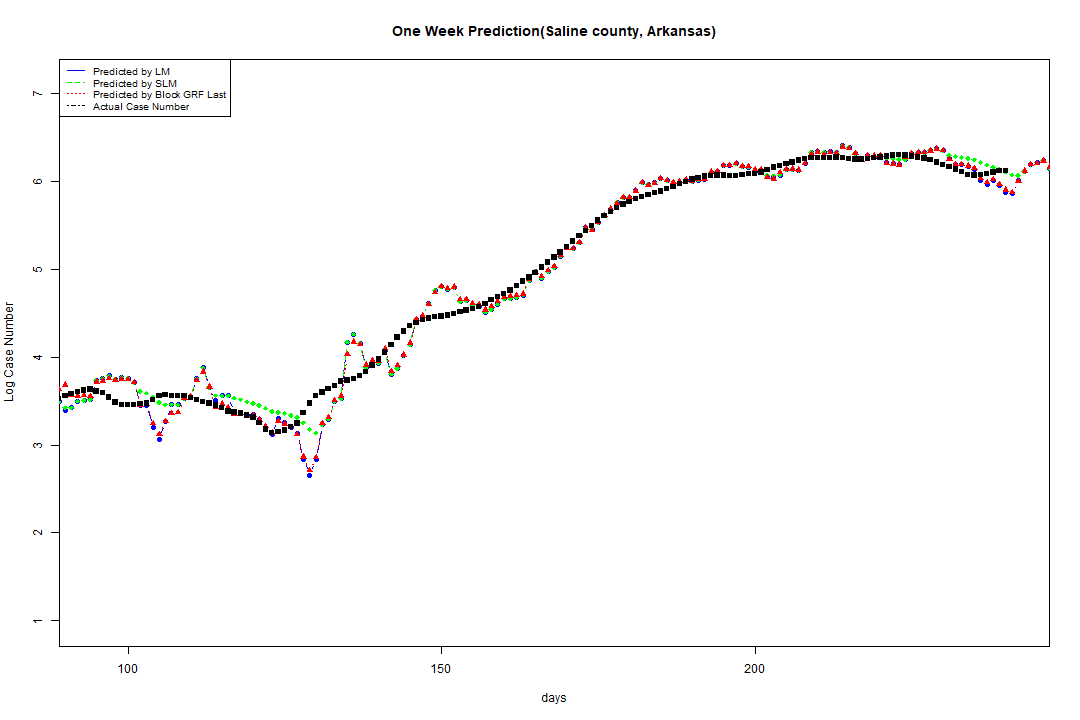 One Week Prediction(Saline county, Arkansas)
Predicted by LM
Predicted by SLM
Predicted by Block GRF Last
Actual Case Number
7
6
5
4
3
2
1
Log Case Number
100
150
200
days